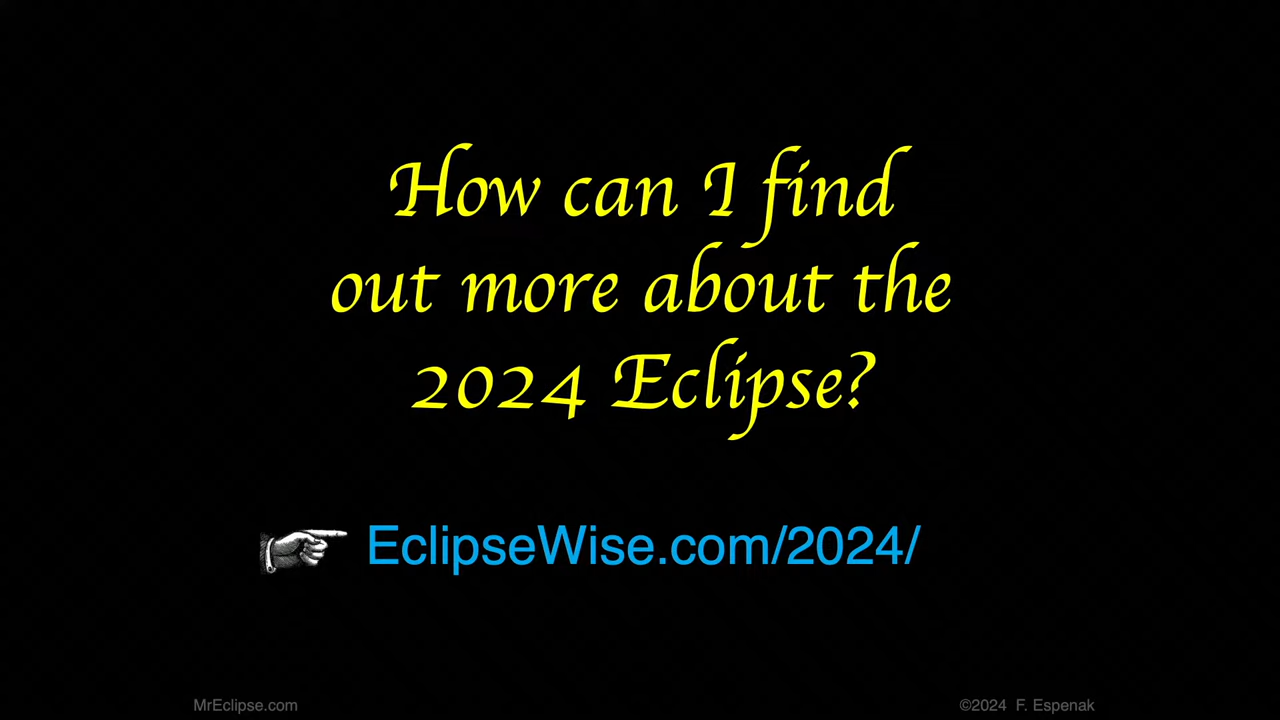 How can I find
out more about the
2024 Eclipse?
EclipseWise.com/2024/
MrEclipse.com
©2024 F. Espenak